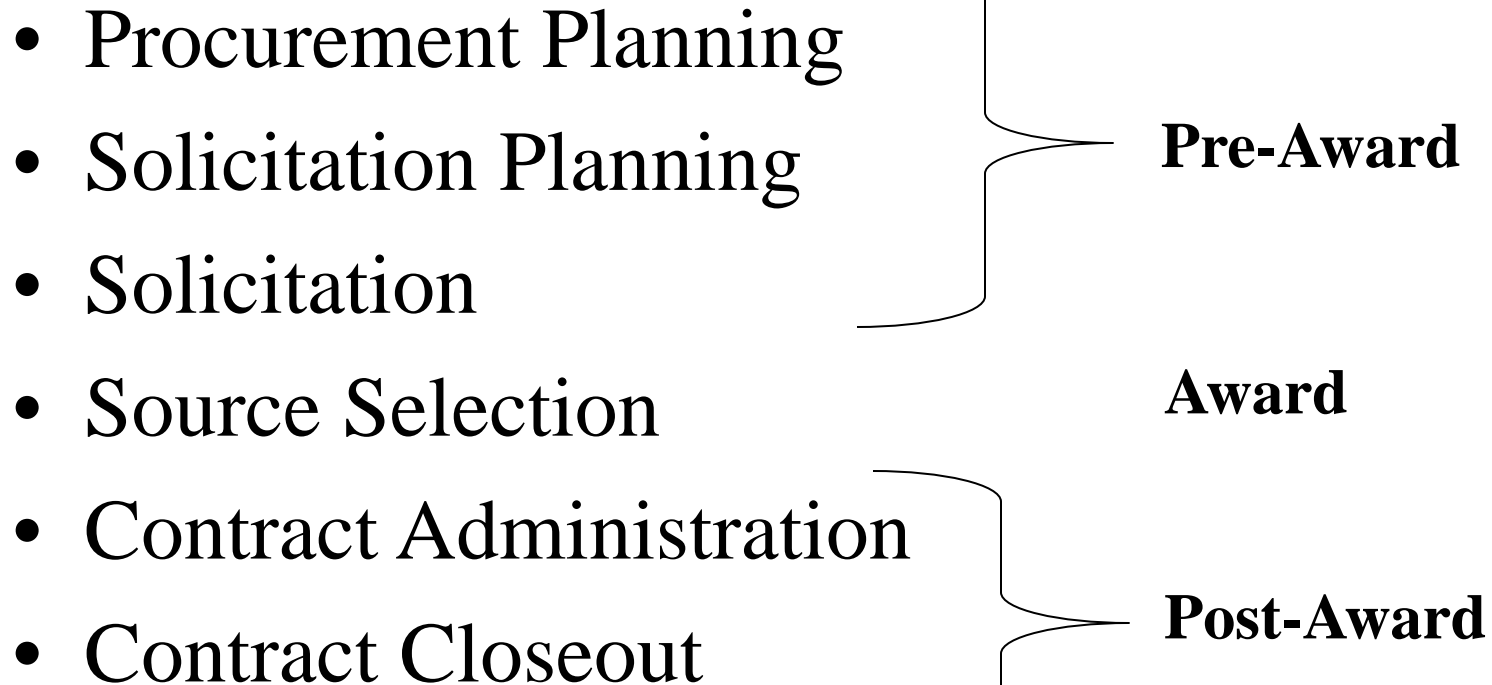 • Procurement Planning
• Solicitation Planning
• Solicitation
• Source Selection
• Contract Administration
• Contract Closeout
Pre-Award
Award
Post-Award